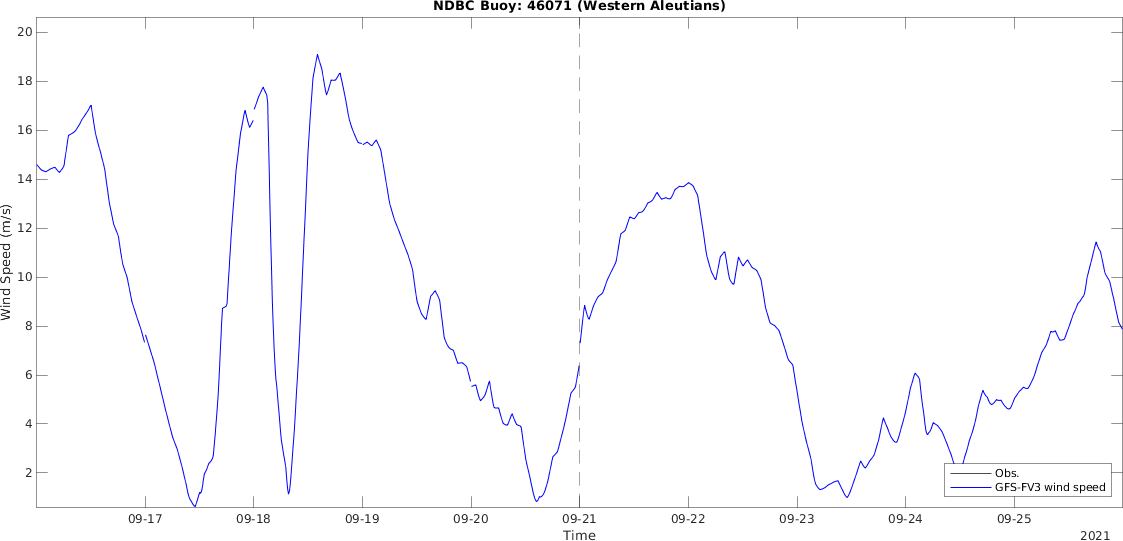 NDBC Buoy: 46071 (Western Aleutians)
20
18
16
14
12
10
8
6
4
2
Wind Speed (m/s)
09-17 09-18 09-19 09-20 09-21 09-22 09-23 09-24 09-25
Time
2021
Obs.
GFS-FV3 wind speed